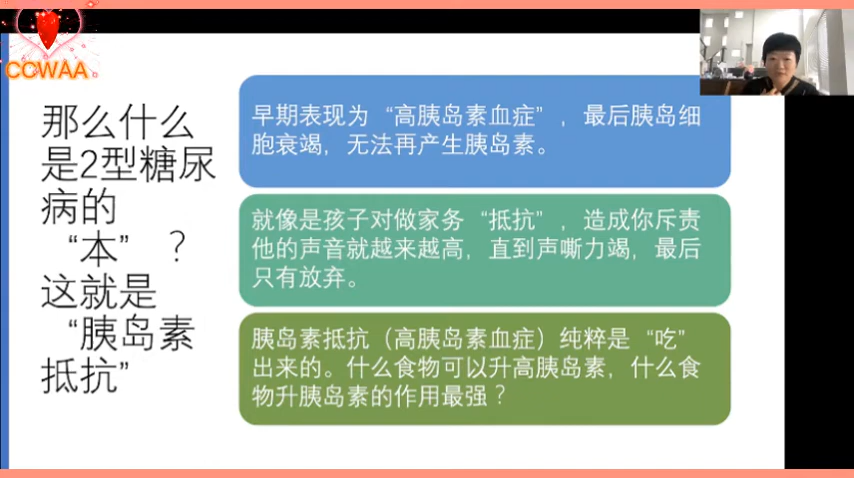 CCWAA
那么什么
是2型糖尿
病的
“本” ？
这就是
“胰岛素
抵抗”
早期表现为“高胰岛素血症”，最后胰岛细
胞衰竭，无法再产生胰岛素。
就像是孩子对做家务“抵抗”，造成你斥责
他的声音就越来越高，直到声嘶力竭，最后
只有放弃。
胰岛素抵抗（高胰岛素血症）纯粹是“吃”
出来的。什么食物可以升高胰岛素，什么食
物升胰岛素的作用最强？